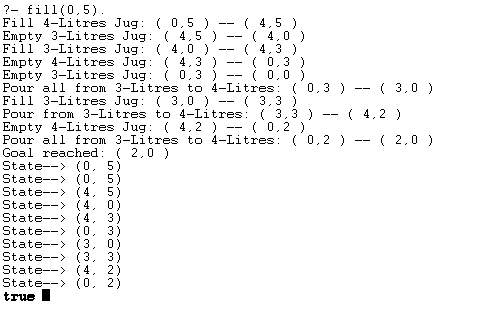 ?- fill(0,5).
Fill 4-Litres Jug: ( 0,5 ) -- ( 4,5 )
Empty 3-Litres Jug: ( 4,5 ) -- ( 4,0 )
Fill 3-Litres Jug: ( 4,0 ) -- ( 4,3 )
Empty 4-Litres Jug: ( 4,3 ) -- ( 0,3 )
Empty 3-Litres Jug: ( 0,3 ) -- ( 0,0 )
Pour all from 3-Litres to 4-Litres: ( 0,3 ) -- ( 3,0 )
Fill 3-Litres Jug: ( 3,0 ) -- ( 3,3 )
Pour from 3-Litres to 4-Litres: ( 3,3 ) -- ( 4,2 )
Empty 4-Litres Jug: ( 4,2 ) -- ( 0,2 )
Pour all from 3-Litres to 4-Litres: ( 0,2 ) -- ( 2,0 )
Goal reached: ( 2,0 )
State--> (0, 5)
State--> (0, 5)
State--> (4, 5)
State--> (4, 0)
State--> (4, 3)
State--> (0, 3)
State--> (3, 0)
State--> (3, 3)
State--> (4, 2)
State--> (0, 2)
true